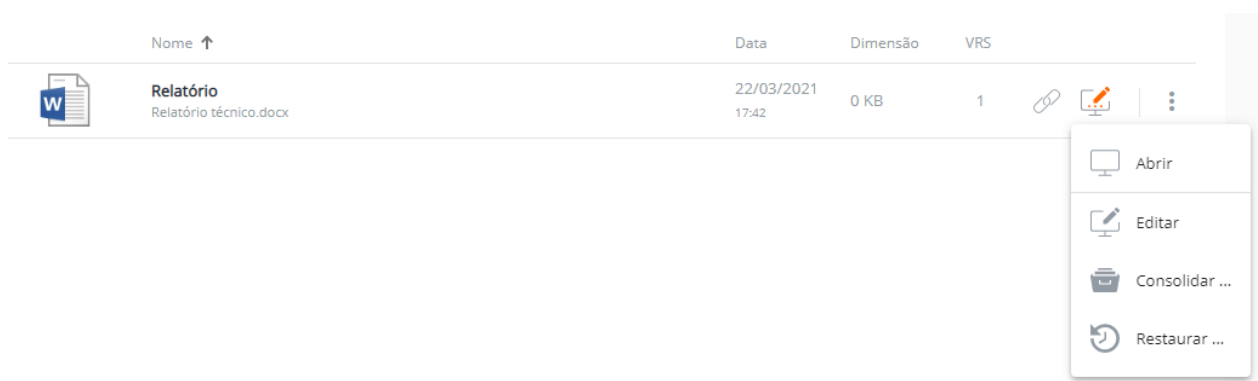 Nome ↑ Data Dimensão VRS
W Relatório 22/03/2021 0 KB 1
Relatório técnico.docx 17:42
Abrir
Editar
Consolidar ...
Restaurar ...